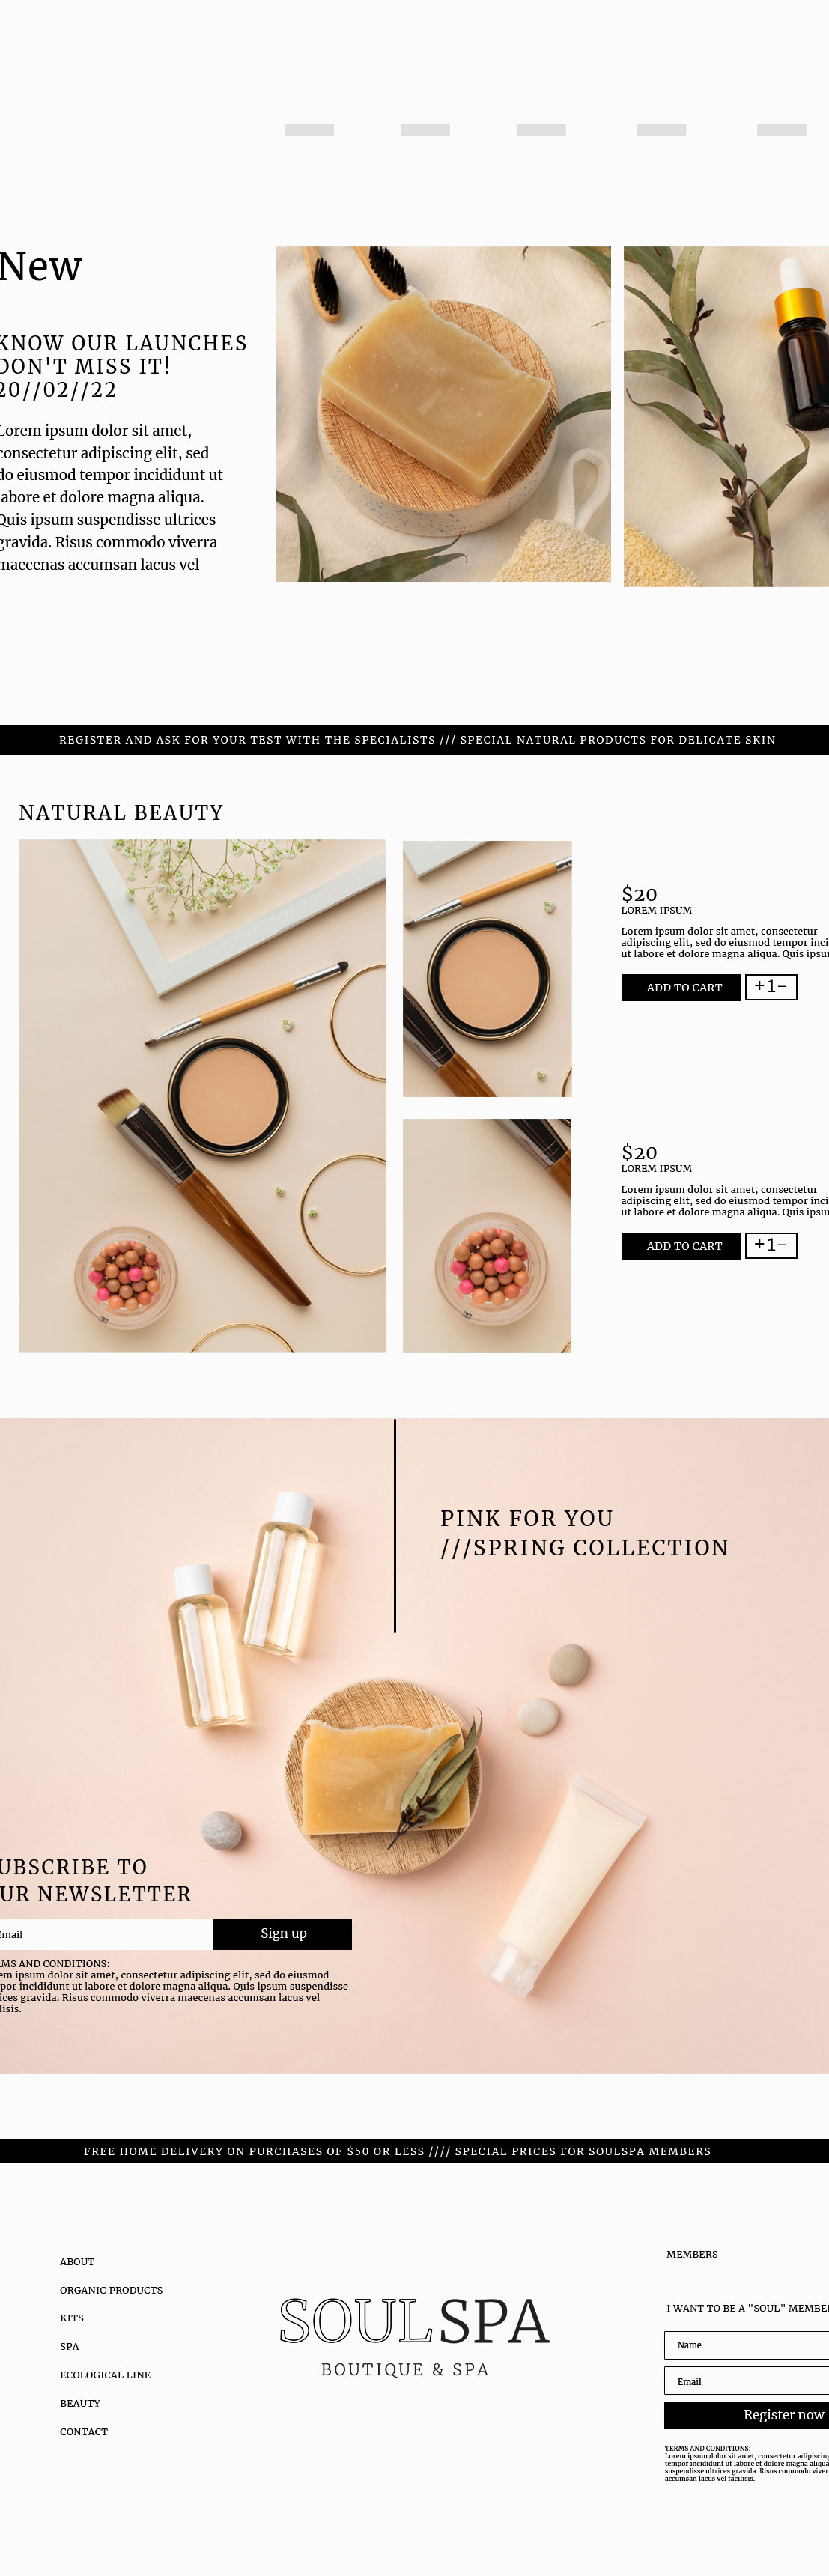 New
KNOW OUR LAUNCHES
DON'T MISS IT!
20//02//22
Lorem ipsum dolor sit amet,
consectetur adipiscing elit, sed
do eiusmod tempor incididunt ut
labore et dolore magna aliqua.
Quis ipsum suspendisse ultrices
gravida. Risus commodo viverra
maecenas accumsan lacus vel
REGISTER AND ASK FOR YOUR TEST WITH THE SPECIALISTS /// SPECIAL NATURAL PRODUCTS FOR DELICATE SKIN
NATURAL BEAUTY
$20
LOREM IPSUM
Lorem ipsum dolor sit amet, consectetur
adipiscing elit, sed do eiusmod tempor inci
ut labore et dolore magna aliqua. Quis ipsu
ADD TO CART
+1-
$20
LOREM IPSUM
Lorem ipsum dolor sit amet, consectetur
adipiscing elit, sed do eiusmod tempor inci
ut labore et dolore magna aliqua. Quis ipsu
ADD TO CART
+1-
PINK FOR YOU
///SPRING COLLECTION
UBSCRIBE TO
UR NEWSLETTER
Email
Sign up
MS AND CONDITIONS:
em ipsum dolor sit amet, consectetur adipiscing elit, sed do eiusmod
por incididunt ut labore et dolore magna aliqua. Quis ipsum suspendisse
ices gravida. Risus commodo viverra maecenas accumsan lacus vel
lisis.
FREE HOME DELIVERY ON PURCHASES OF $50 OR LESS //// SPECIAL PRICES FOR SOULSPA MEMBERS
ABOUT
ORGANIC PRODUCTS
KITS
SPA
ECOLOGICAL LINE
BEAUTY
CONTACT
SOULSPA
BOUTIQUE & SPA
MEMBERS
I WANT TO BE A "SOUL" MEMBE
Name
Email
Register now
TERMS AND CONDITIONS:
Lorem ipsum dolor sit amet, consectetur adipiscing
tempor incididunt ut labore et dolore magna aliqua
suspendisse ultrices gravida. Risus commodo viver
accumsan lacus vel facilisis.